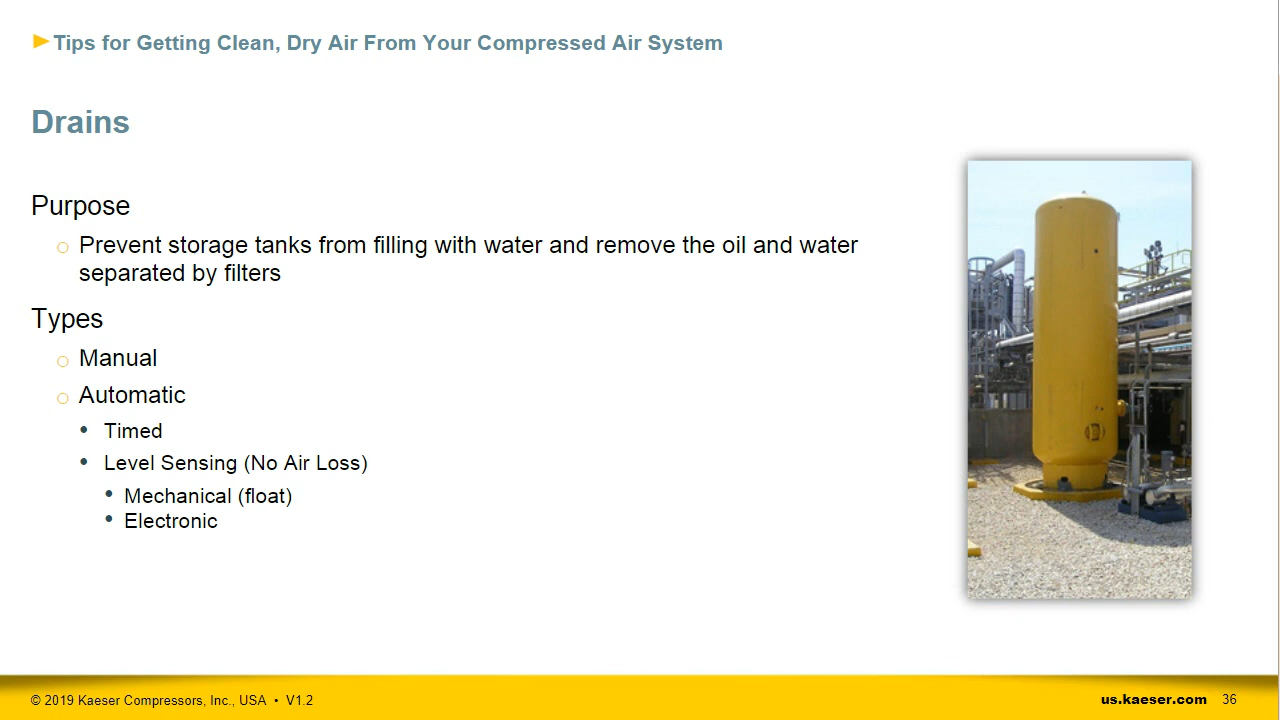 Tips for Getting Clean, Dry Air From Your Compressed Air System
Drains
Purpose
Prevent storage tanks from filling with water and remove the oil and water
separated by filters
Types
Manual
Automatic
• Timed
• Level Sensing (No Air Loss)
• Mechanical (float)
• Electronic
© 2019 Kaeser Compressors, Inc., USA • V1.2
us.kaeser.com 36